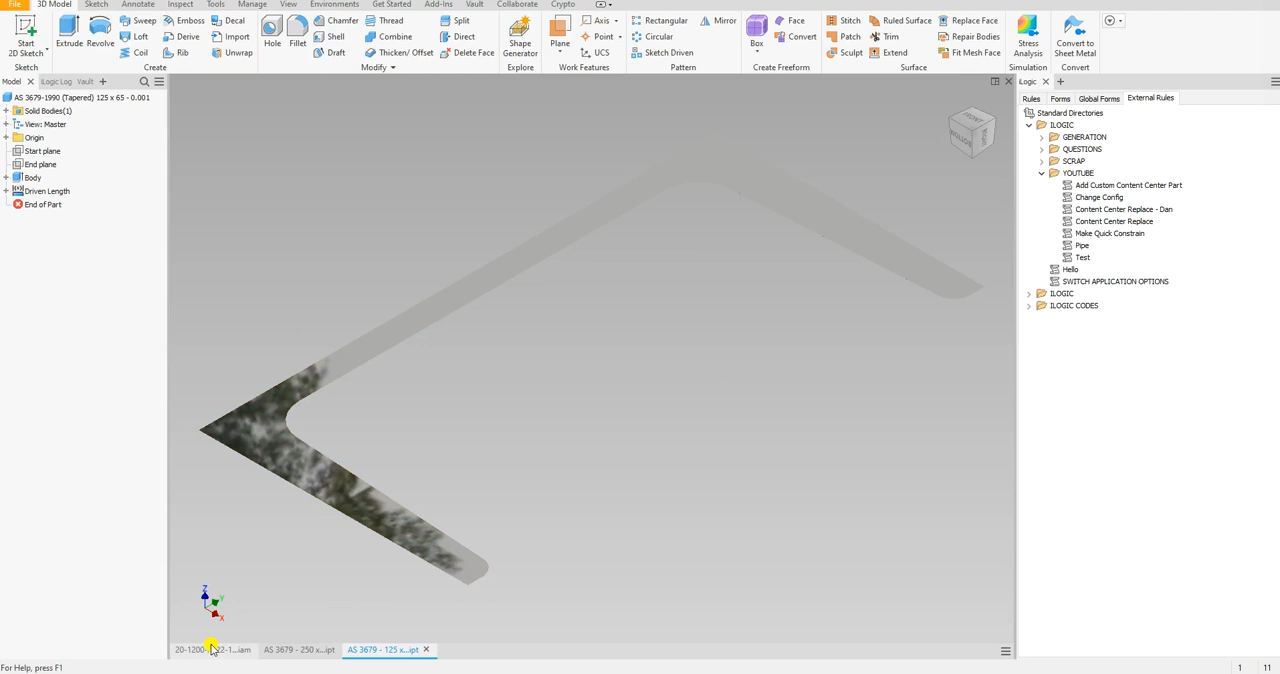 File 3D Model Sketch Annotate Inspect Tools Manage View Environments Get Started Add-Ins Vault Collaborate Crypto
Start
2D Sketch
Sketch
Extrude
Revolve
Sweep
Loft
Coil
Emboss
Derive
Rib
Decal
Import
Unwrap
Create
Hole
Fillet
Chamfer
Shell
Draft
Thread
Combine
Thicken/ Offset
Split
Direct
Delete Face
Modify
Shape
Generator
Explore
Plane
Axis
Point
UCS
Work Features
Rectangular
Circular
Sketch Driven
Mirror
Pattern
Box
Face
Convert
Create Freeform
Stitch
Patch
Sculpt
Ruled Surface
Trim
Extend
Replace Face
Repair Bodies
Fit Mesh Face
Surface
Stress
Analysis
Simulation
Convert to
Sheet Metal
Convert
Model iLogic Log Vault
AS 3679-1990 (Tapered) 125 x 65 - 0.001
Solid Bodies(1)
View: Master
Origin
Start plane
End plane
Body
Driven Length
End of Part
FRONT
BOTTOM
RIGHT
Z
Y
X
AS 3679 - 250 x...ipt
AS 3679 - 125 x...ipt
iLogic
Rules Forms Global Forms External Rules
Standard Directories
ILOGIC
GENERATION
QUESTIONS
SCRAP
YOUTUBE
Add Custom Content Center Part
Change Config
Content Center Replace - Dan
Content Center Replace
Make Quick Constrain
Pipe
Test
Hello
SWITCH APPLICATION OPTIONS
ILOGIC
ILOGIC CODES
For Help, press F1
1 11